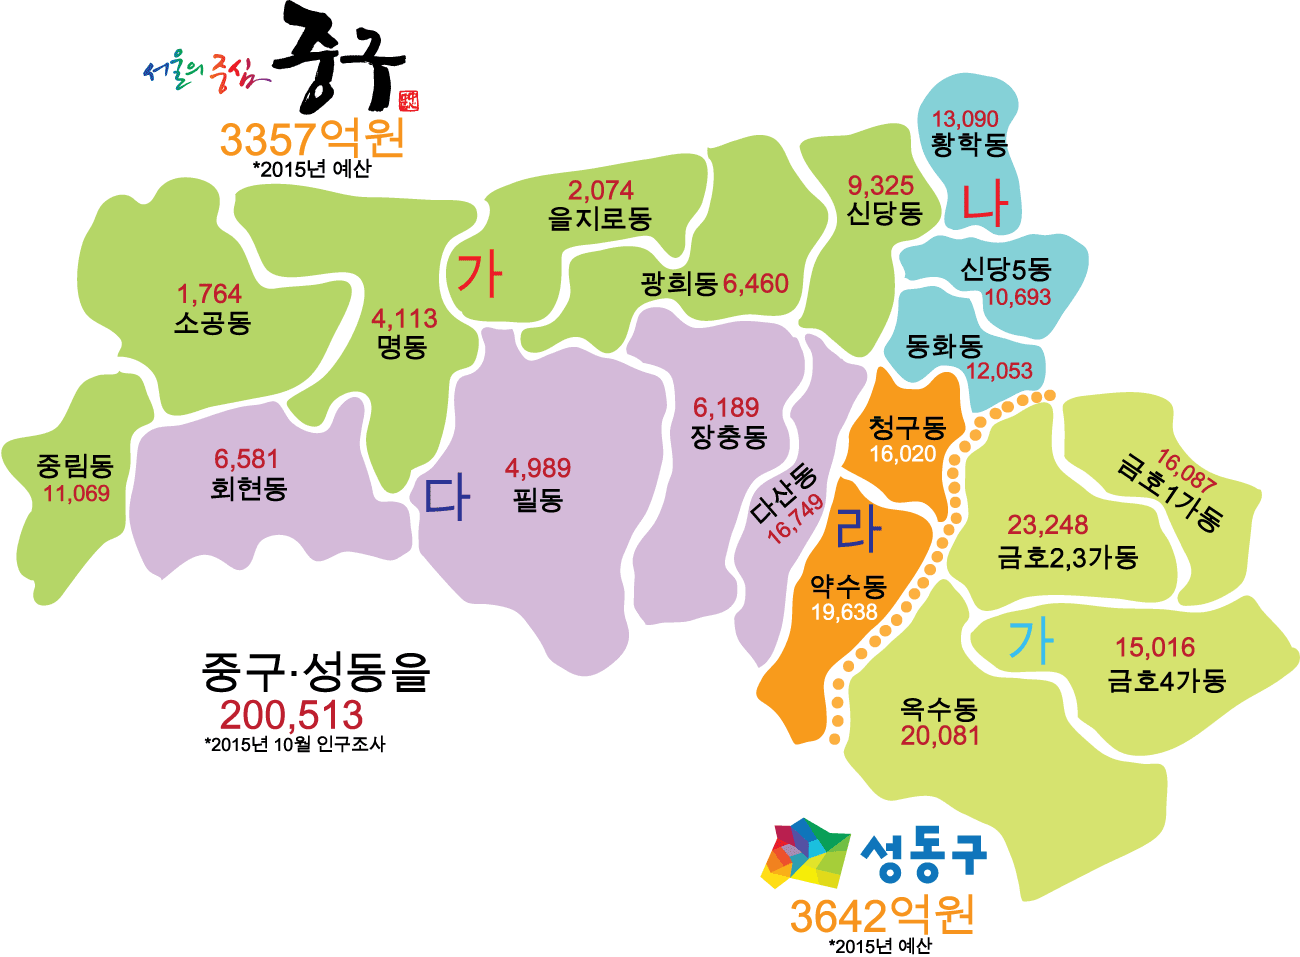 서울의 중심 중구
3357억원
*2015년 예산
13,090
황학동
나
9,325
신당동
2,074
을지로동
가
광희동 6,460
신당5동
10,693
1,764
소공동
4,113
명동
동화동
12,053
6,189
장충동
청구동
16,020
중림동
11,069
6,581
회현동
다
4,989
필동
다산동
16,749
라
약수동
19,638
16,087
금호1가동
23,248
금호2,3가동
가
15,016
금호4가동
옥수동
20,081
중구·성동을
200,513
*2015년 10월 인구조사
성동구
3642억원
*2015년 예산